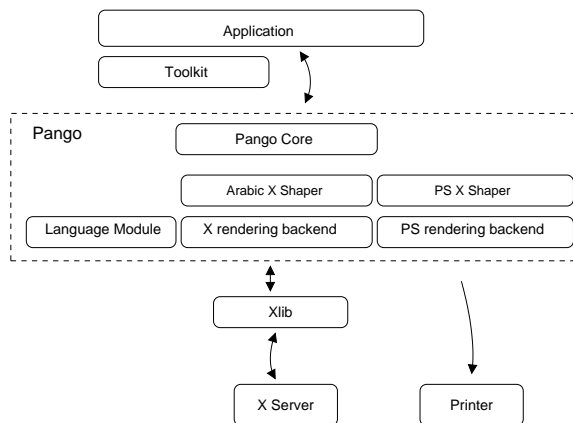 Application
Toolkit
Pango
Pango Core
Arabic X Shaper
PS X Shaper
Language Module
X rendering backend
PS rendering backend
Xlib
X Server
Printer